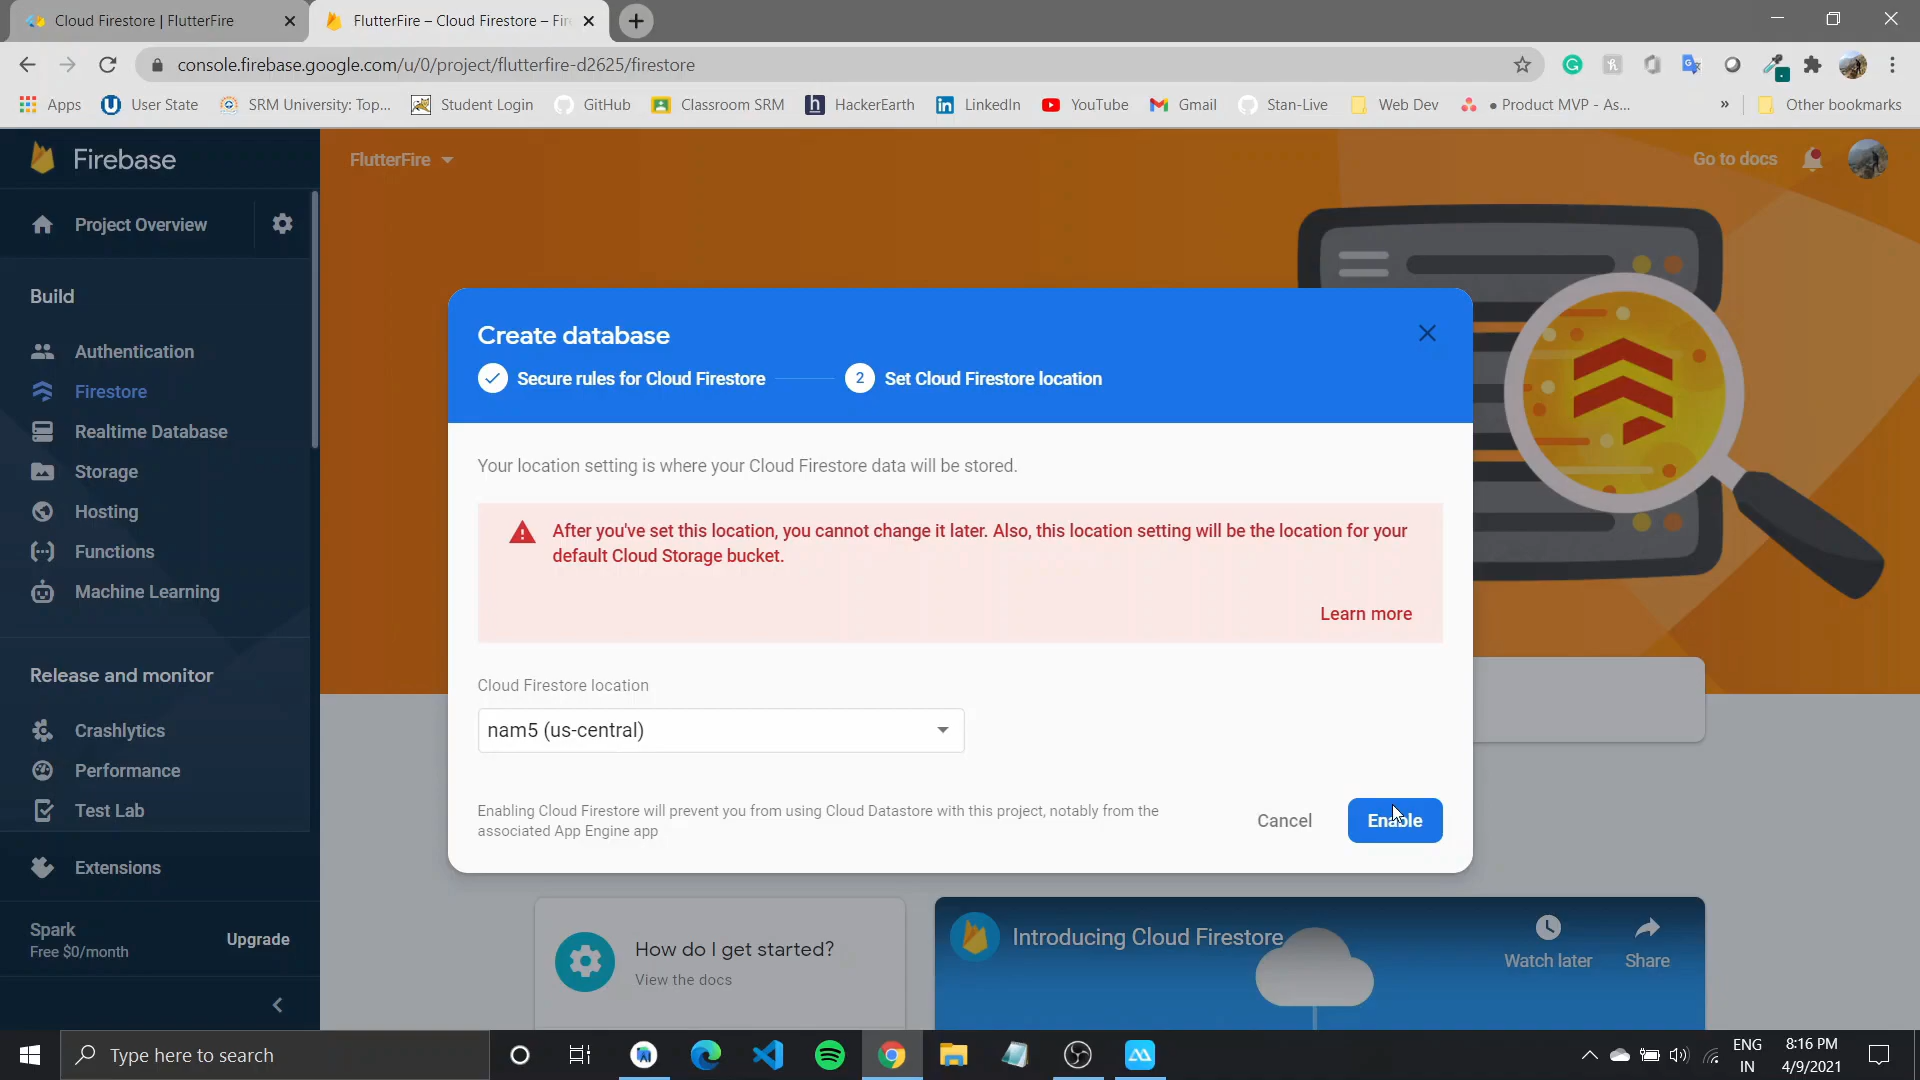 Cloud Firestore | FlutterFire
FlutterFire – Cloud Firestore – Fir
console.firebase.google.com/u/0/project/flutterfire-d2625/firestore
Apps
User State
SRM University: Top...
Student Login
GitHub
Classroom SRM
HackerEarth
LinkedIn
YouTube
Gmail
Stan-Live
Web Dev
• Product MVP - As...
»
Other bookmarks
Firebase
FlutterFire
Go to docs
Project Overview
Build
Authentication
Firestore
Realtime Database
Storage
Hosting
Functions
Machine Learning
Release and monitor
Crashlytics
Performance
Test Lab
Extensions
Spark
Free $0/month
Upgrade
Create database
Secure rules for Cloud Firestore
2 Set Cloud Firestore location
Your location setting is where your Cloud Firestore data will be stored.
After you've set this location, you cannot change it later. Also, this location setting will be the location for your
default Cloud Storage bucket.
Learn more
Cloud Firestore location
nam5 (us-central)
Enabling Cloud Firestore will prevent you from using Cloud Datastore with this project, notably from the
associated App Engine app
Cancel
Enable
How do I get started?
View the docs
Introducing Cloud Firestore
Watch later
Share
Type here to search
ENG
IN
8:16 PM
4/9/2021